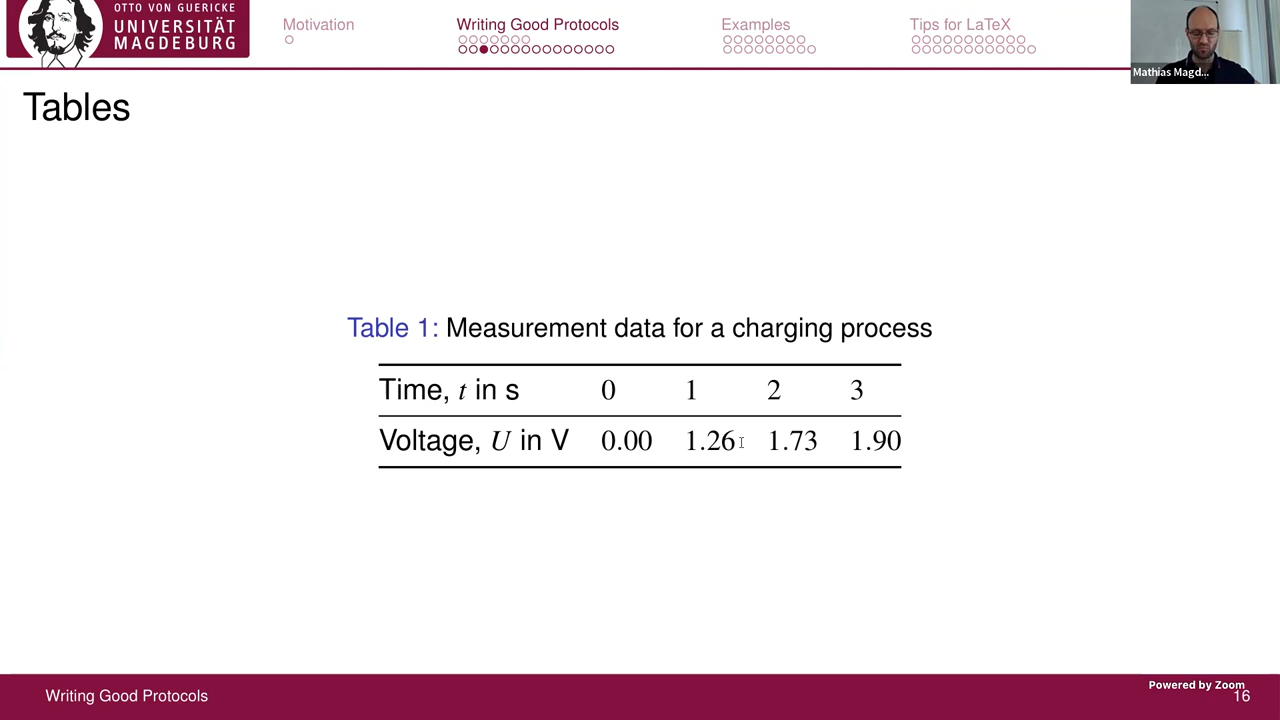 OTTO VON GUERICKE
UNIVERSITÄT
MAGDEBURG
Motivation
Writing Good Protocols
Examples
Tips for LaTeX
Mathias Magd...
Tables
Table 1: Measurement data for a charging process
Time, t in s 0 1 2 3
Voltage, U in V 0.00 1.26 1.73 1.90
Writing Good Protocols
Powered by Zoom
16